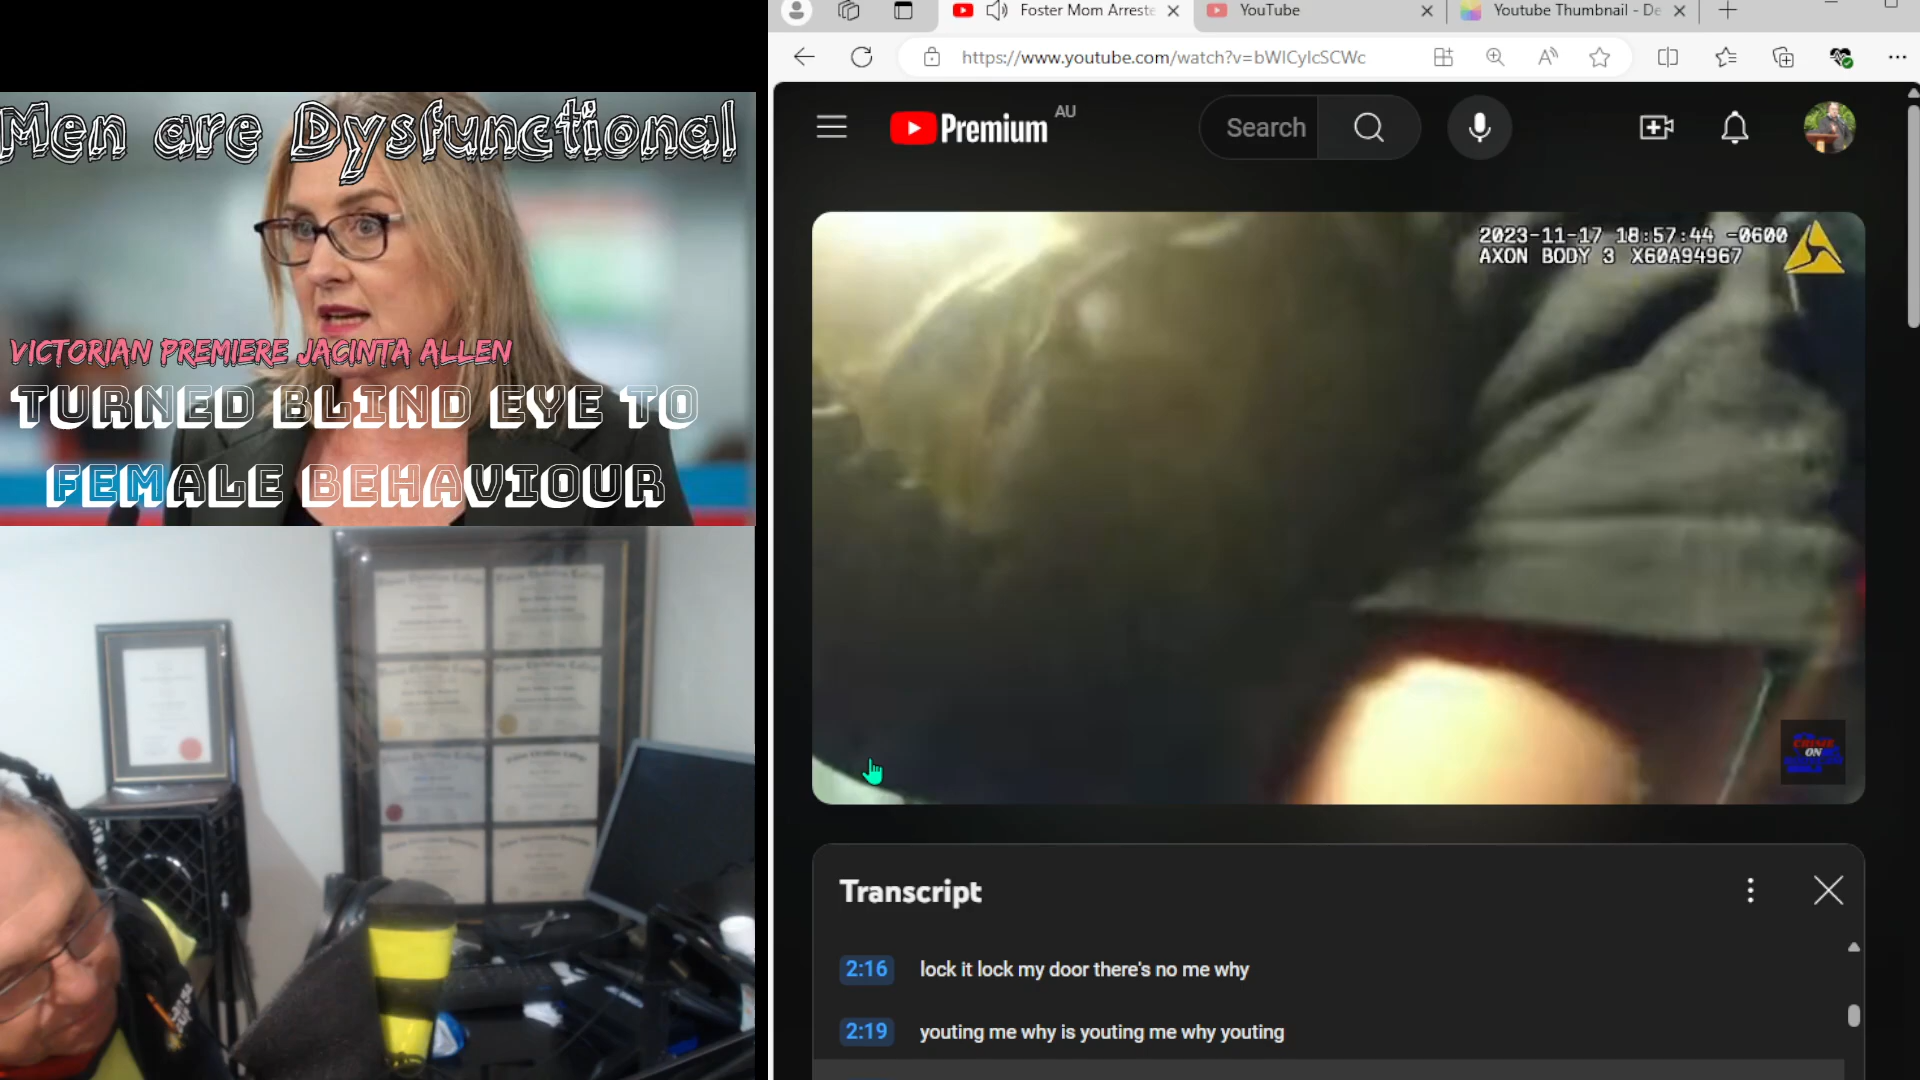 Men are Dysfunctional
VICTORIAN PREMIERE JACINTA ALLEN
TURNED BLIND EYE TO
FEMALE BEHAVIOUR
Foster Mom Arreste
YouTube
Youtube Thumbnail - De
https://www.youtube.com/watch?v=bWICyIcSCWc
Premium AU
Search
2023-11-17 18:57:44 -0600
AXON BODY 3 X60A94967
CRIME
ON
Transcript
2:16 lock it lock my door there's no me why
2:19 youting me why is youting me why youting